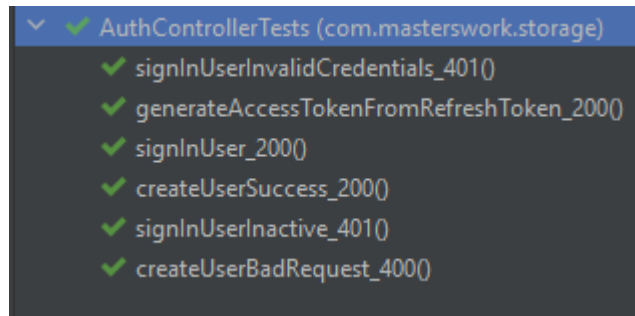 AuthControllerTests (com.masterswork.storage)
signInUserInvalidCredentials_401()
generateAccessTokenFromRefreshToken_200()
signInUser_200()
createUserSuccess_200()
signInUserInactive_401()
createUserBadRequest_400()